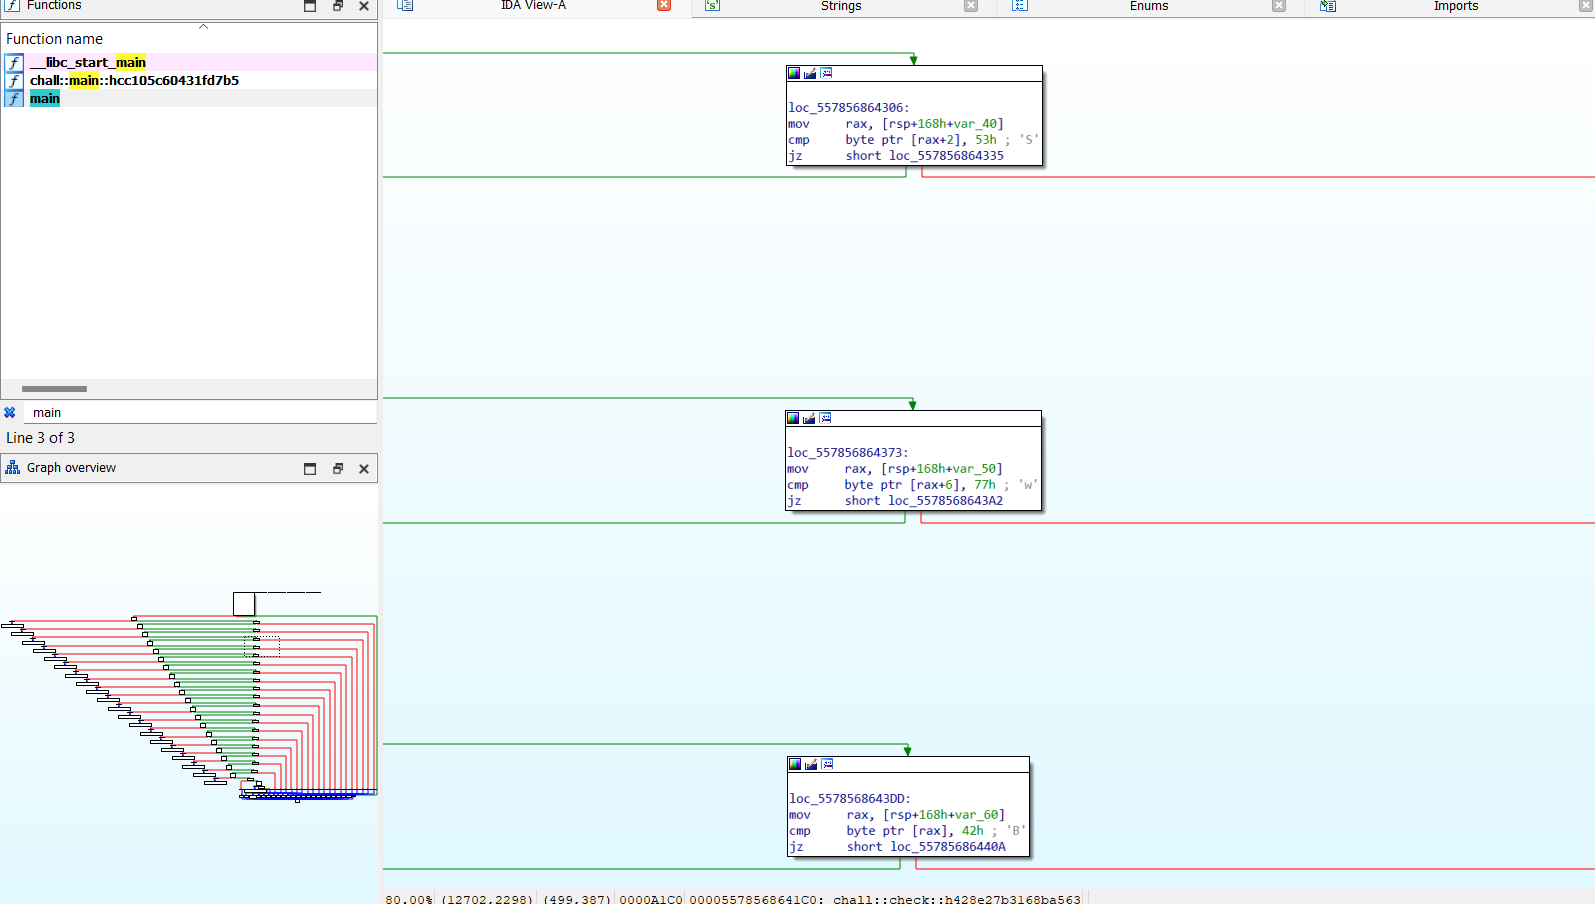 Functions
IDA View-A
Strings
Enums
Imports
Function name
f __libc_start_main
f chall::main::hcc105c60431fd7b5
f main
main
Line 3 of 3
Graph overview
loc_557856864306:
mov rax, [rsp+168h+var_40]
cmp byte ptr [rax+2], 53h ; 'S'
jz short loc_557856864335
loc_557856864373:
mov rax, [rsp+168h+var_50]
cmp byte ptr [rax+6], 77h ; 'w'
jz short loc_5578568643A2
loc_5578568643DD:
mov rax, [rsp+168h+var_60]
cmp byte ptr [rax], 42h ; 'B'
jz short loc_55785686440A
80.00% (12702,2298) (499,387) 0000A1C0 00005578568641C0: chall::check::h428e27b3168ba563